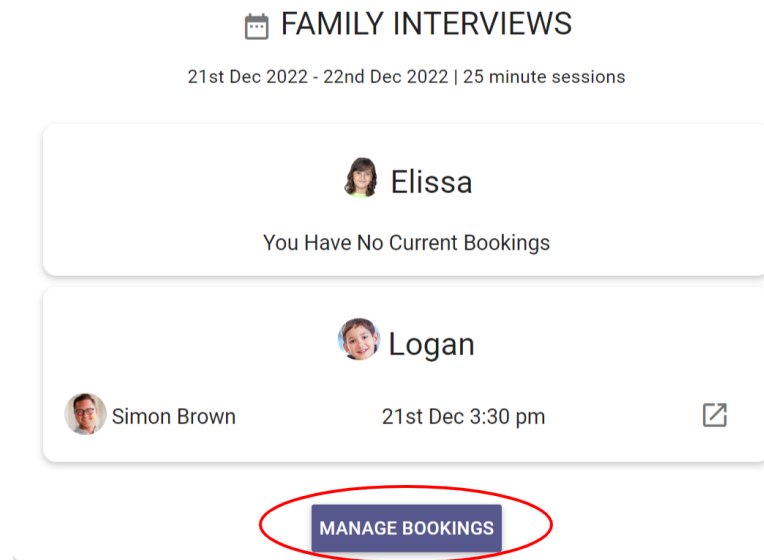 FAMILY INTERVIEWS
21st Dec 2022 - 22nd Dec 2022 | 25 minute sessions
Elissa
You Have No Current Bookings
Logan
Simon Brown 21st Dec 3:30 pm
MANAGE BOOKINGS